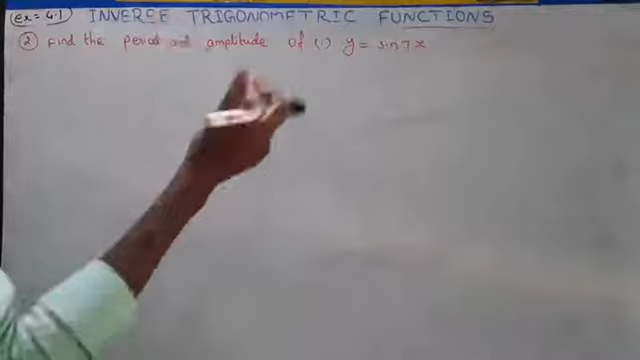 (ex = 4.1) INVERSE TRIGONOMETRIC FUNCTIONS
② Find the period and amplitude of (i) y = sin 7x